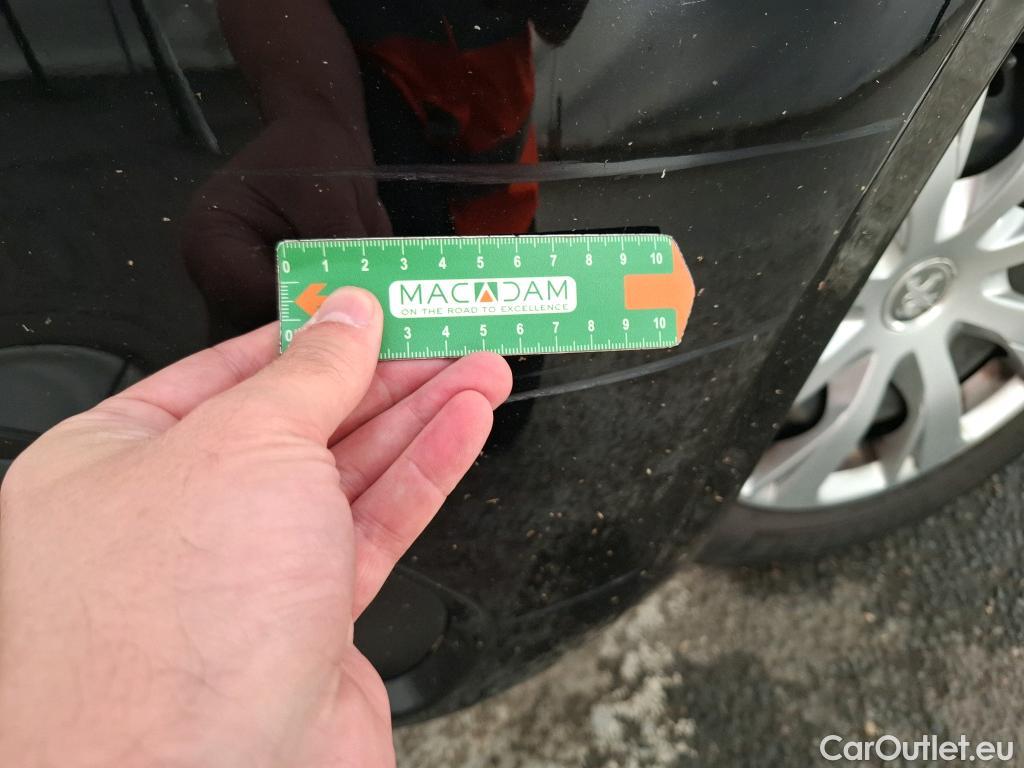 0 1 2 3 4 5 6 7 8 9 10
MACADAM
ON THE ROAD TO EXCELLENCE
0 3 4 5 6 7 8 9 10
CarOutlet.eu